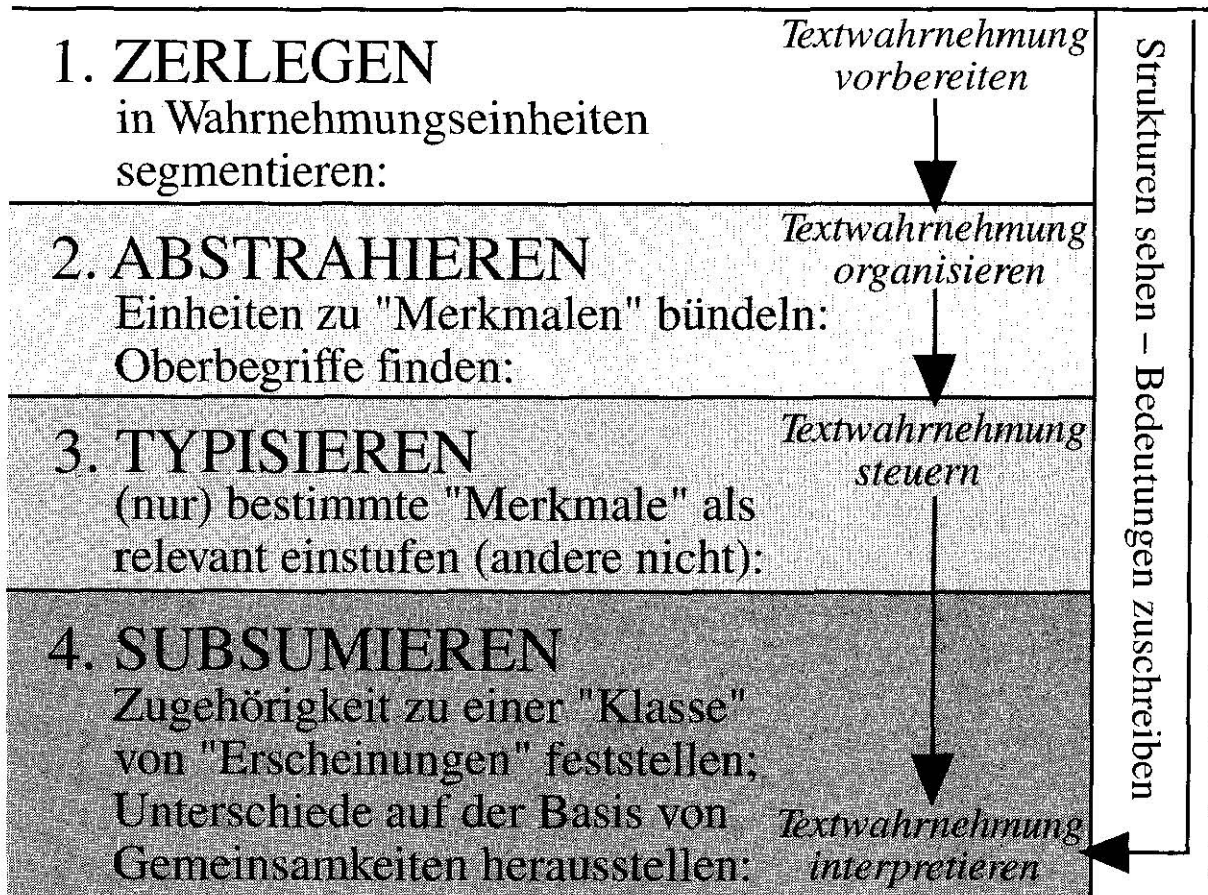 1. ZERLEGEN
in Wahrnehmungseinheiten
segmentieren:
Textwahrnehmung
vorbereiten
2. ABSTRAHIEREN
Einheiten zu "Merkmalen" bündeln:
Oberbegriffe finden:
Textwahrnehmung
organisieren
3. TYPISIEREN
(nur) bestimmte "Merkmale" als
relevant einstufen (andere nicht):
Textwahrnehmung
steuern
4. SUBSUMIEREN
Zugehörigkeit zu einer "Klasse"
von "Erscheinungen" feststellen;
Unterschiede auf der Basis von
Gemeinsamkeiten herausstellen:
Textwahrnehmung
interpretieren
Strukturen sehen – Bedeutungen zuschreiben